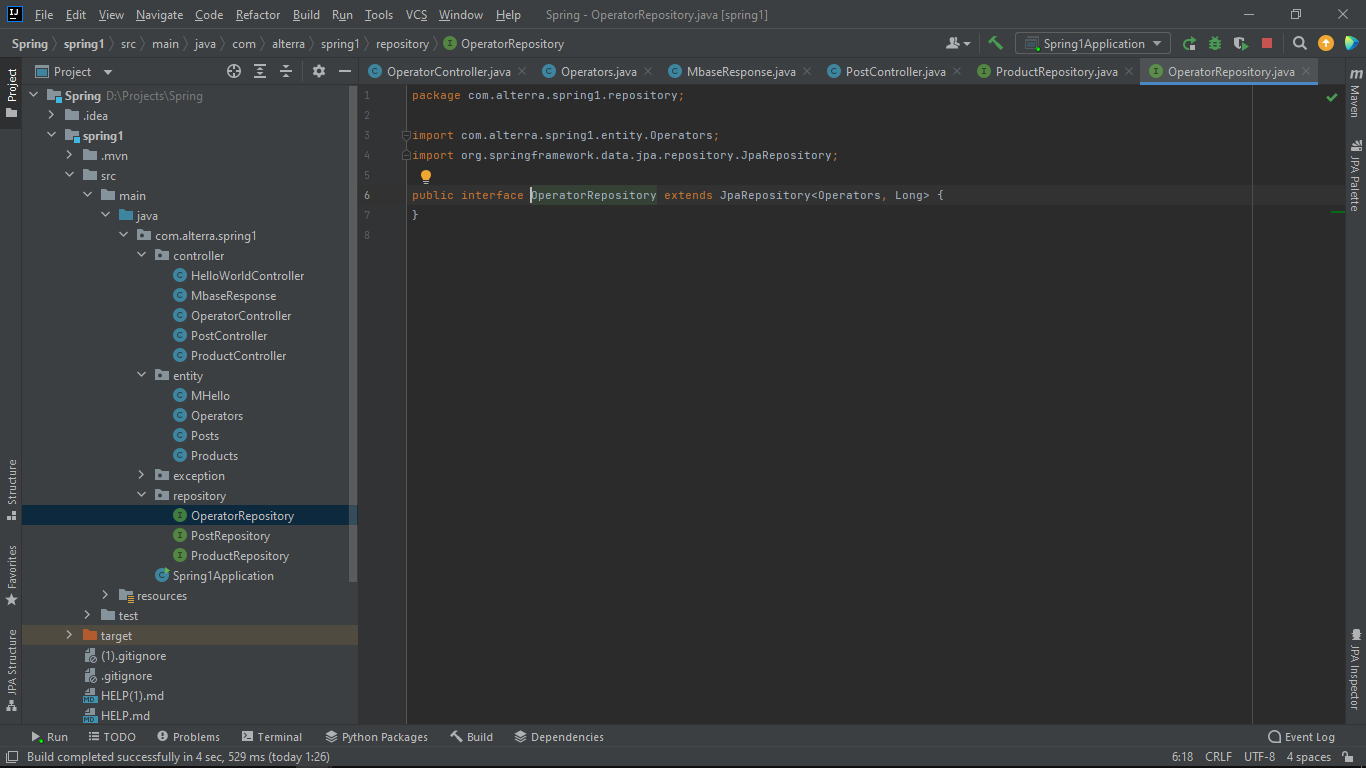 File Edit View Navigate Code Refactor Build Run Tools VCS Window Help Spring - OperatorRepository.java [spring1]
Spring spring1 src main java com alterra spring1 repository OperatorRepository Spring1Application
Project OperatorController.java Operators.java MbaseResponse.java PostController.java ProductRepository.java OperatorRepository.java
Project
Structure
Favorites
JPA Structure
Spring D:\Projects\Spring
.idea
spring1
.mvn
src
main
java
com.alterra.spring1
controller
HelloWorldController
MbaseResponse
OperatorController
PostController
ProductController
entity
MHello
Operators
Posts
Products
exception
repository
OperatorRepository
PostRepository
ProductRepository
Spring1Application
resources
test
target
(1).gitignore
.gitignore
HELP(1).md
HELP.md
1 package com.alterra.spring1.repository;
2
3 import com.alterra.spring1.entity.Operators;
4 import org.springframework.data.jpa.repository.JpaRepository;
5
6 public interface OperatorRepository extends JpaRepository<Operators, Long> {
7 }
8
Maven
JPA Palette
JPA Inspector
Run TODO Problems Terminal Python Packages Build Dependencies Event Log
Build completed successfully in 4 sec, 529 ms (today 1:26) 6:18 CRLF UTF-8 4 spaces